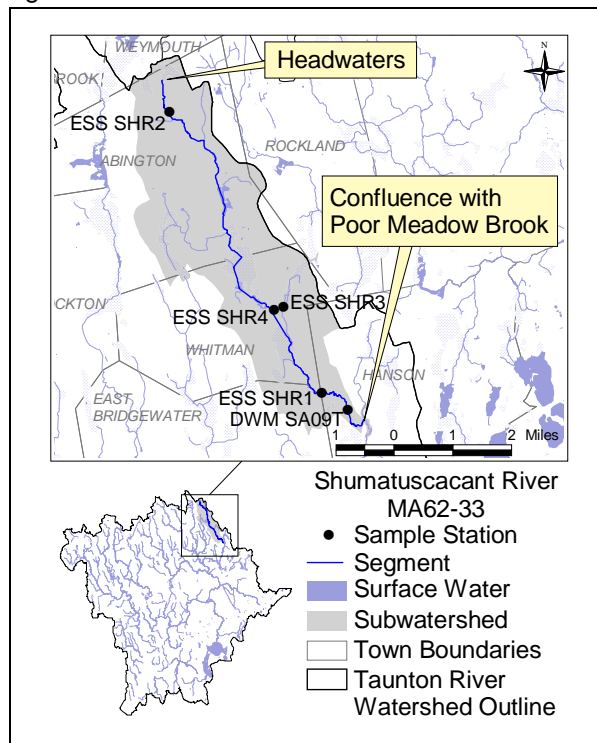 WEYMOUTH
Headwaters
N
ESS SHR2
ROCKLAND
ABINGTON
Confluence with
Poor Meadow Brook
ESS SHR3
ESS SHR4
CKTON
WHITMAN
HANSON
ESS SHR1
EAST
BRIDGEWATER
DWM SA09T
1 0 1 2 Miles
Shumatuscacant River
MA62-33
Sample Station
Segment
Surface Water
Subwatershed
Town Boundaries
Taunton River
Watershed Outline